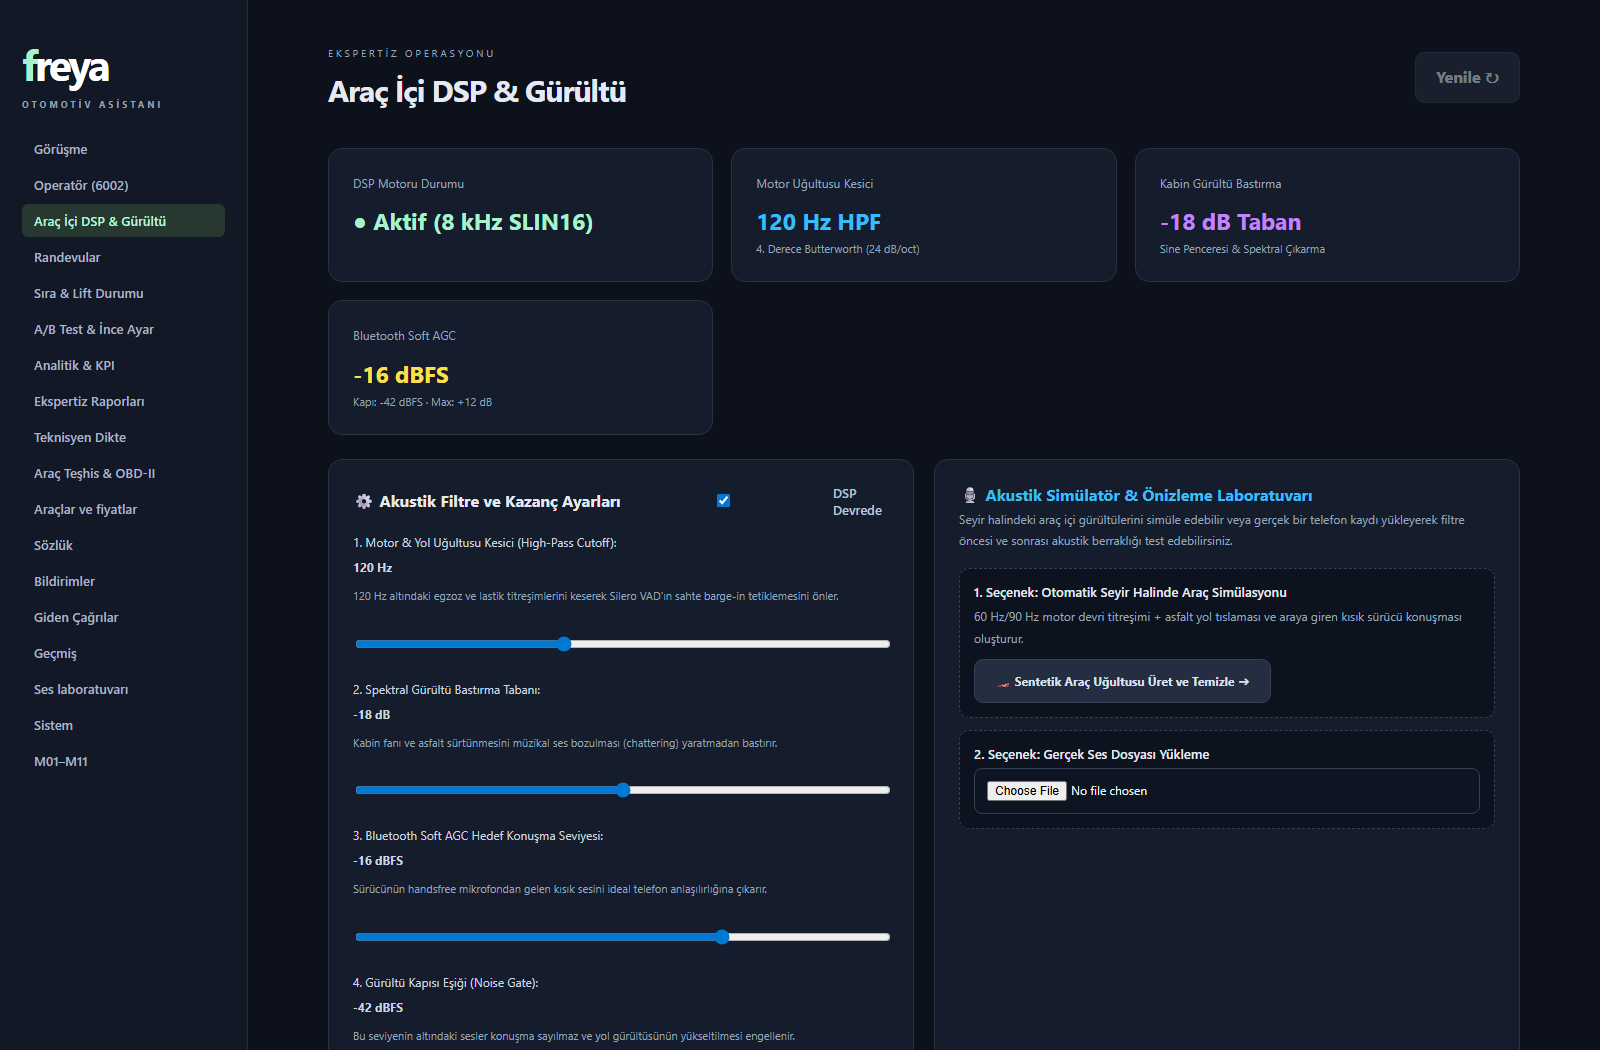 freya
OTOMOTİV ASİSTANI
Görüşme
Operatör (6002)
Araç İçi DSP & Gürültü
Randevular
Sıra & Lift Durumu
A/B Test & İnce Ayar
Analitik & KPI
Ekspertiz Raporları
Teknisyen Dikte
Araç Teşhis & OBD-II
Araçlar ve fiyatlar
Sözlük
Bildirimler
Giden Çağrılar
Geçmiş
Ses laboratuvarı
Sistem
M01–M11
EKSPERTİZ OPERASYONU
Araç İçi DSP & Gürültü
Yenile ↻
DSP Motoru Durumu
● Aktif (8 kHz SLIN16)
Motor Uğultusu Kesici
120 Hz HPF
4. Derece Butterworth (24 dB/oct)
Kabin Gürültü Bastırma
-18 dB Taban
Sine Penceresi & Spektral Çıkarma
Bluetooth Soft AGC
-16 dBFS
Kapı: -42 dBFS · Max: +12 dB
⚙️ Akustik Filtre ve Kazanç Ayarları
DSP
Devrede
1. Motor & Yol Uğultusu Kesici (High-Pass Cutoff):
120 Hz
120 Hz altındaki egzoz ve lastik titreşimlerini keserek Silero VAD'ın sahte barge-in tetiklemesini önler.
2. Spektral Gürültü Bastırma Tabanı:
-18 dB
Kabin fanı ve asfalt sürtünmesini müzikal ses bozulması (chattering) yaratmadan bastırır.
3. Bluetooth Soft AGC Hedef Konuşma Seviyesi:
-16 dBFS
Sürücünün handsfree mikrofondan gelen kısık sesini ideal telefon anlaşılırlığına çıkarır.
4. Gürültü Kapısı Eşiği (Noise Gate):
-42 dBFS
Bu seviyenin altındaki sesler konuşma sayılmaz ve yol gürültüsünün yükseltilmesi engellenir.
🎙️ Akustik Simülatör & Önizleme Laboratuvarı
Seyir halindeki araç içi gürültülerini simüle edebilir veya gerçek bir telefon kaydı yükleyerek filtre
öncesi ve sonrası akustik berraklığı test edebilirsiniz.
1. Seçenek: Otomatik Seyir Halinde Araç Simülasyonu
60 Hz/90 Hz motor devri titreşimi + asfalt yol tıslaması ve araya giren kısık sürücü konuşması
oluşturur.
🏎️ Sentetik Araç Uğultusu Üret ve Temizle →
2. Seçenek: Gerçek Ses Dosyası Yükleme
Choose File No file chosen